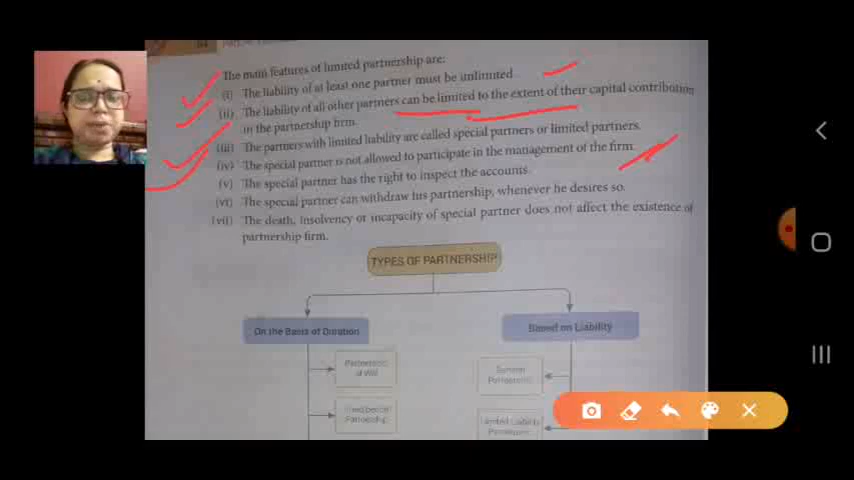 The main features of limited partnership are:
(i) The liability of at least one partner must be unlimited.
(ii) The liability of all other partners can be limited to the extent of their capital contribution
in the partnership firm.
(iii) The partners with limited liability are called special partners or limited partners.
(iv) The special partner is not allowed to participate in the management of the firm.
(v) The special partner has the right to inspect the accounts.
(vi) The special partner can withdraw his partnership, whenever he desires so.
(vii) The death, insolvency or incapacity of special partner does not affect the existence of
partnership firm.
TYPES OF PARTNERSHIP
On the Basis of Duration
Based on Liability
Partnership
at Will
General
Partnership
Partnership
Limited Liability
Partnership